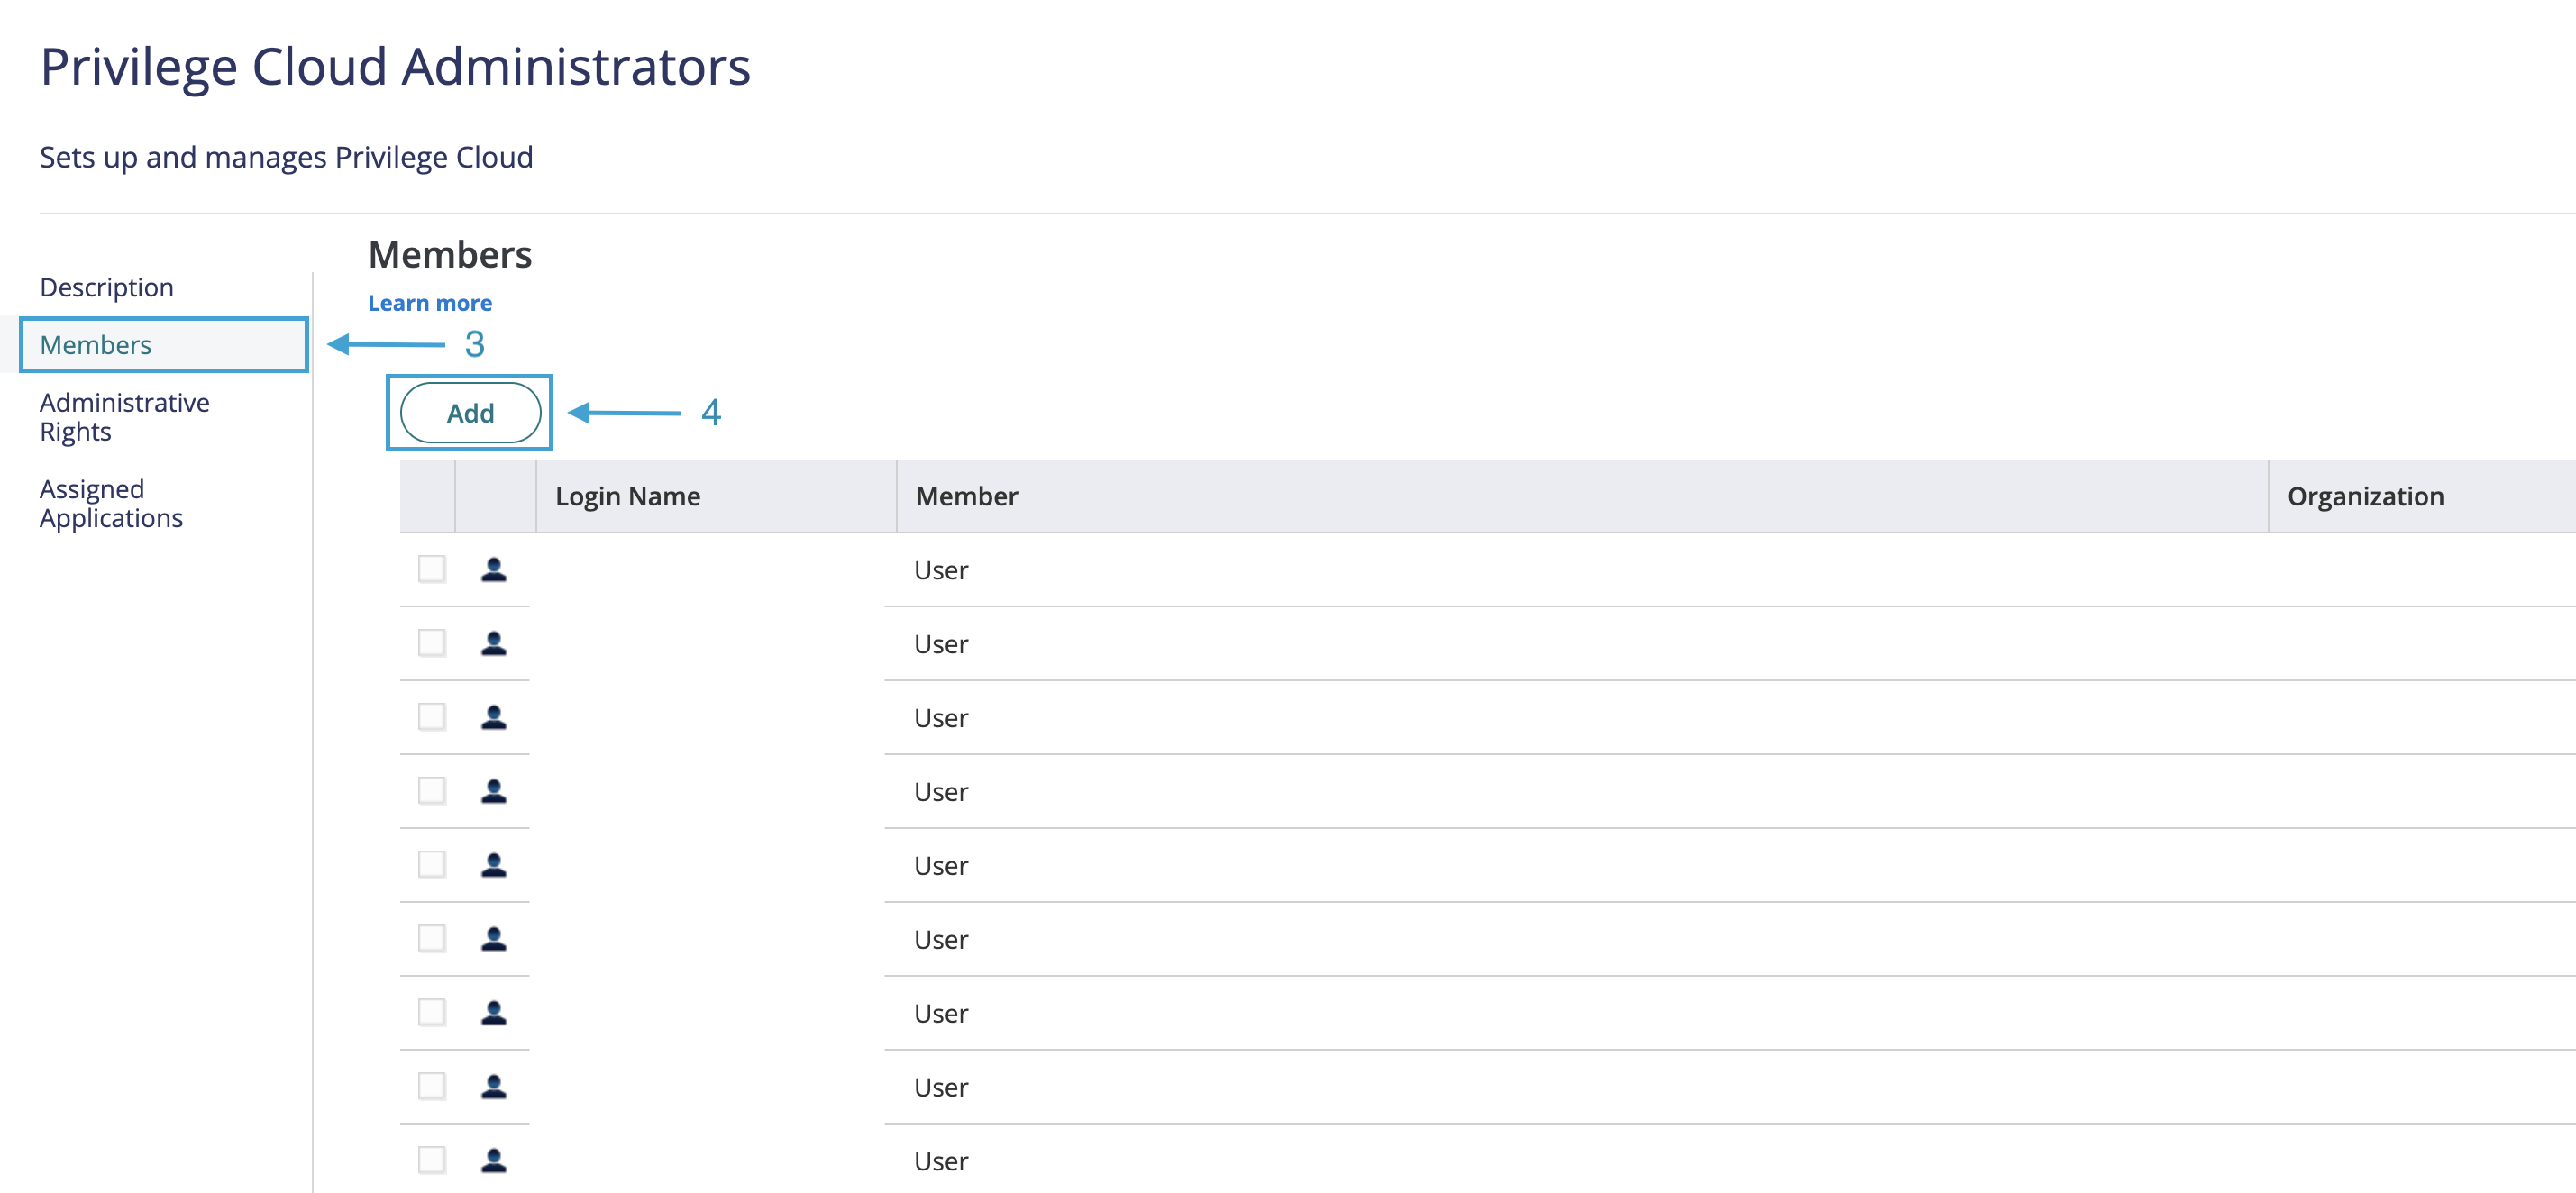 Privilege Cloud Administrators
Sets up and manages Privilege Cloud
Description
Members
Administrative
Rights
Assigned
Applications
Members
Learn more
3
Add
4
Login Name Member Organization
User
User
User
User
User
User
User
User
User